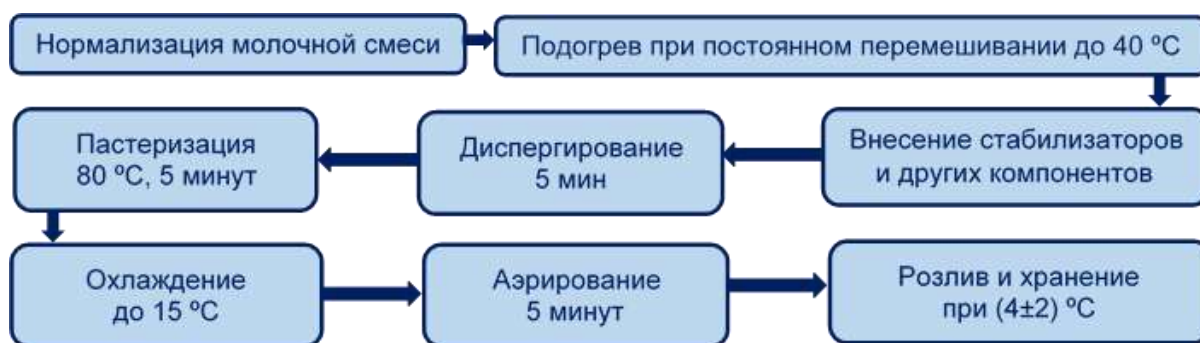 Нормализация молочной смеси
Подогрев при постоянном перемешивании до 40 ºС
Внесение стабилизаторов
и других компонентов
Диспергирование
5 мин
Пастеризация
80 ºС, 5 минут
Охлаждение
до 15 ºС
Аэрирование
5 минут
Розлив и хранение
при (4±2) ºС